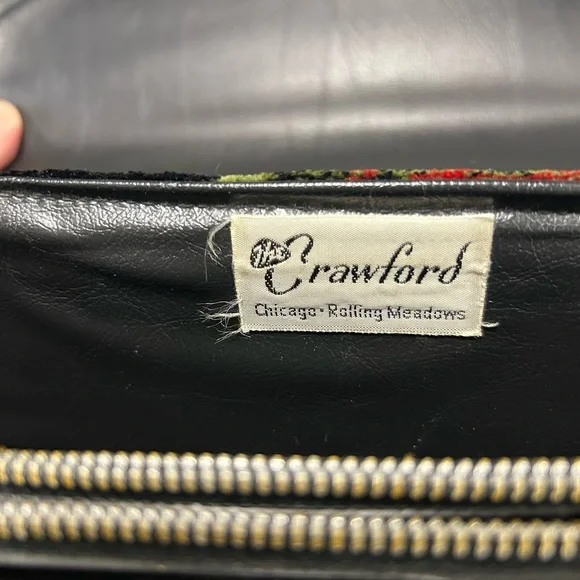 The Crawford
Chicago · Rolling Meadows